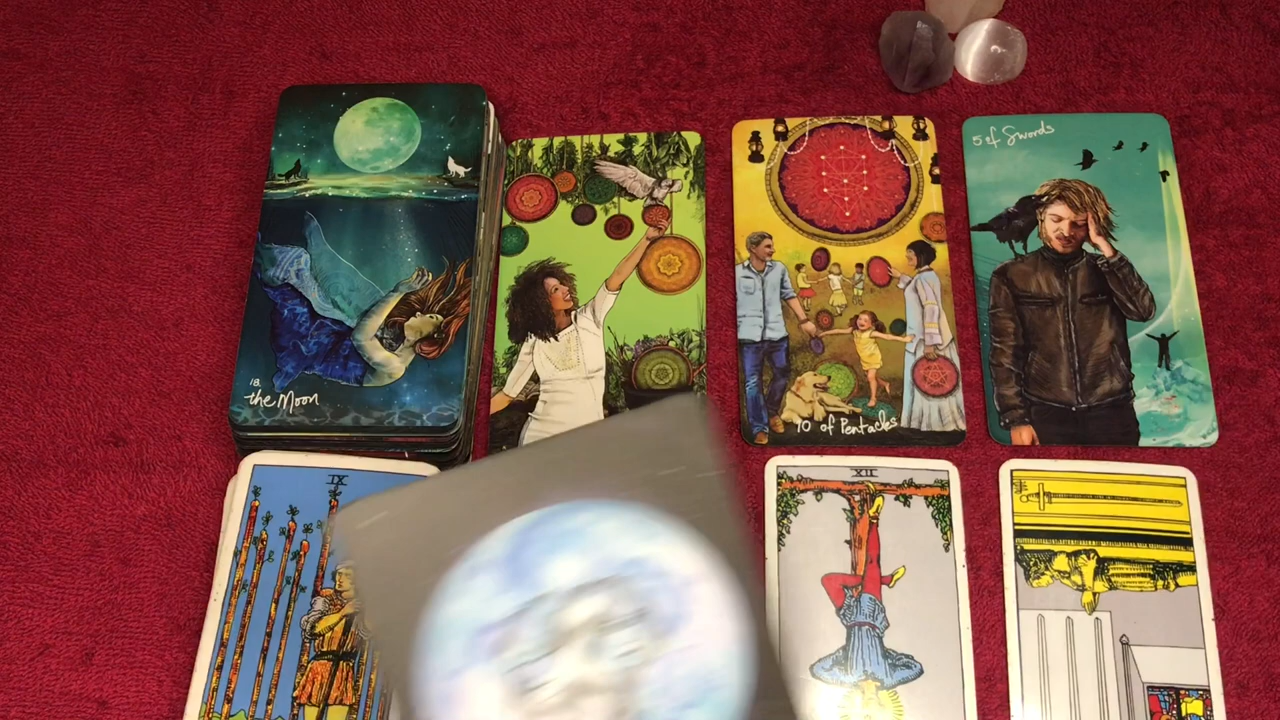 5 of Swords
18.
the Moon
10 of Pentacles
IX
XII